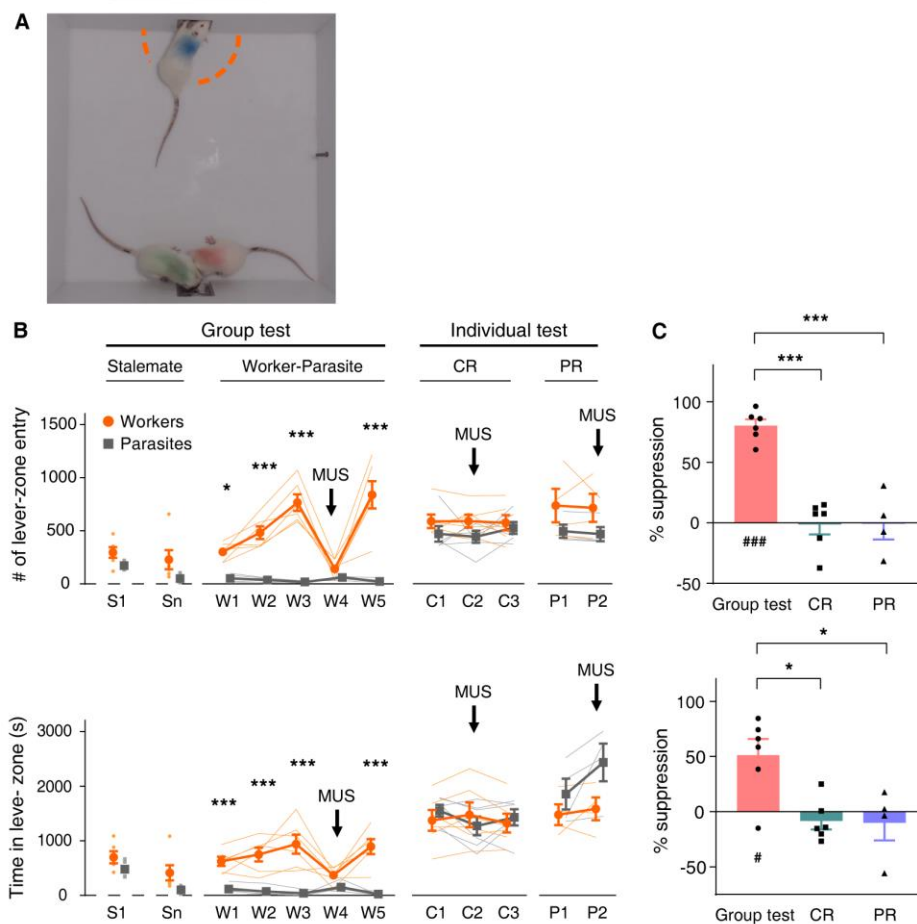 A
B
Group test
Individual test
Stalemate
Worker-Parasite
CR
PR
# of lever-zone entry
1500
1000
500
0
Workers
Parasites
*
***
***
MUS
***
MUS
MUS
S1
Sn
W1
W2
W3
W4
W5
C1
C2
C3
P1
P2
Time in leve- zone (s)
3000
2000
1000
0
***
***
***
MUS
***
MUS
MUS
S1
Sn
W1
W2
W3
W4
W5
C1
C2
C3
P1
P2
C
***
***
% suppression
100
50
0
-50
###
Group test
CR
PR
*
*
% suppression
100
50
0
-50
#
Group test
CR
PR